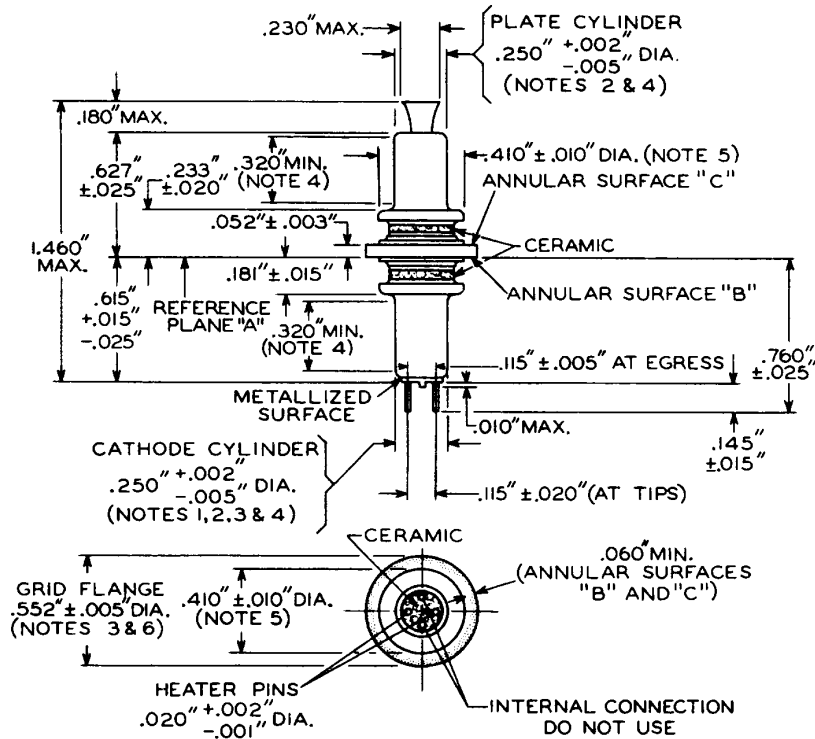 .230" MAX.
PLATE CYLINDER
.250" +.002" -.005" DIA.
(NOTES 2 & 4)
.180" MAX.
.627" ±.025"
.233" ±.020"
.320" MIN.
(NOTE 4)
.410" ±.010" DIA. (NOTE 5)
ANNULAR SURFACE "C"
.052" ±.003"
CERAMIC
1.460" MAX.
.181" ±.015"
ANNULAR SURFACE "B"
.615" +.015" -.025"
REFERENCE
PLANE "A"
.320" MIN.
(NOTE 4)
.115" ±.005" AT EGRESS
.760" ±.025"
METALLIZED
SURFACE
.010" MAX.
.145" ±.015"
CATHODE CYLINDER
.250" +.002" -.005" DIA.
(NOTES 1,2,3 & 4)
.115" ±.020" (AT TIPS)
CERAMIC
.060" MIN.
(ANNULAR SURFACES
"B" AND "C")
GRID FLANGE
.552" ±.005" DIA.
(NOTES 3 & 6)
.410" ±.010" DIA.
(NOTE 5)
HEATER PINS
.020" +.002" -.001" DIA.
INTERNAL CONNECTION
DO NOT USE